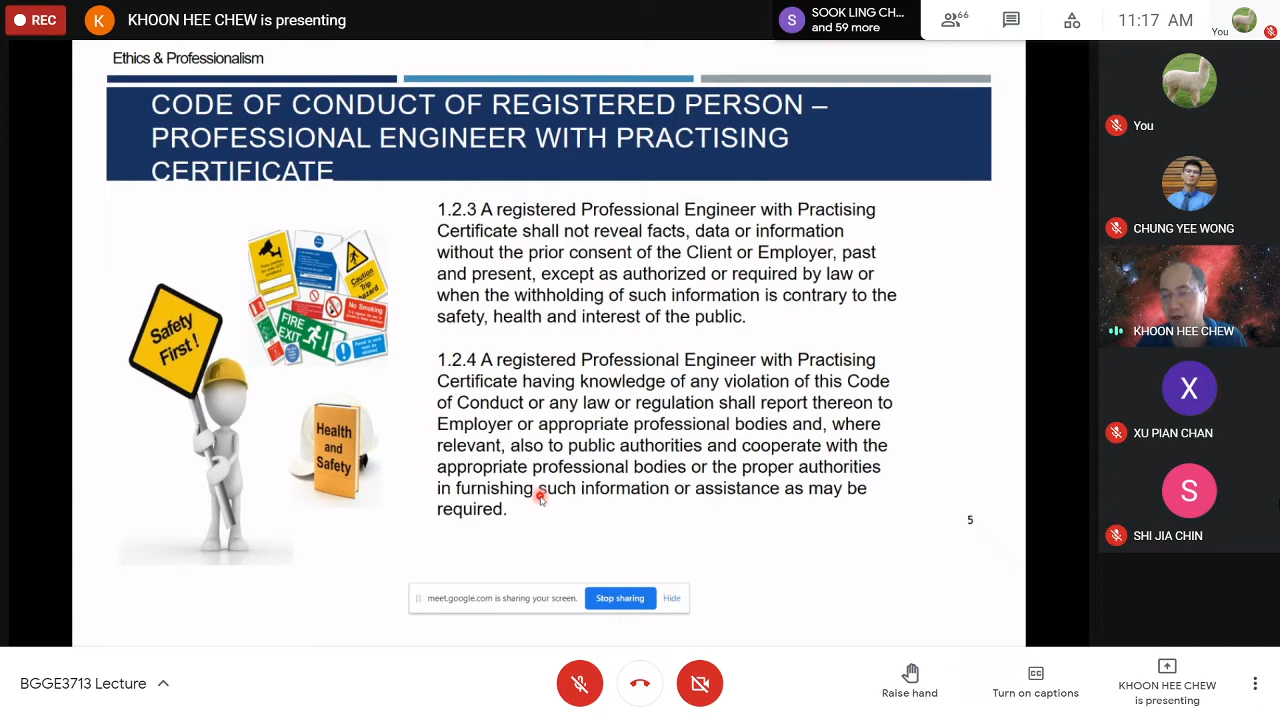 REC
K
KHOON HEE CHEW is presenting
S
SOOK LING CH...
and 59 more
66
11:17 AM
You
Ethics & Professionalism
CODE OF CONDUCT OF REGISTERED PERSON –
PROFESSIONAL ENGINEER WITH PRACTISING
CERTIFICATE
1.2.3 A registered Professional Engineer with Practising
Certificate shall not reveal facts, data or information
without the prior consent of the Client or Employer, past
and present, except as authorized or required by law or
when the withholding of such information is contrary to the
safety, health and interest of the public.
1.2.4 A registered Professional Engineer with Practising
Certificate having knowledge of any violation of this Code
of Conduct or any law or regulation shall report thereon to
Employer or appropriate professional bodies and, where
relevant, also to public authorities and cooperate with the
appropriate professional bodies or the proper authorities
in furnishing such information or assistance as may be
required.
5
Safety
First!
Caution
Trip
hazard
No Smoking
FIRE
EXIT
Health
and
Safety
meet.google.com is sharing your screen.
Stop sharing
Hide
You
CHUNG YEE WONG
KHOON HEE CHEW
X
XU PIAN CHAN
S
SHI JIA CHIN
BGGE3713 Lecture
Raise hand
CC
Turn on captions
KHOON HEE CHEW
is presenting